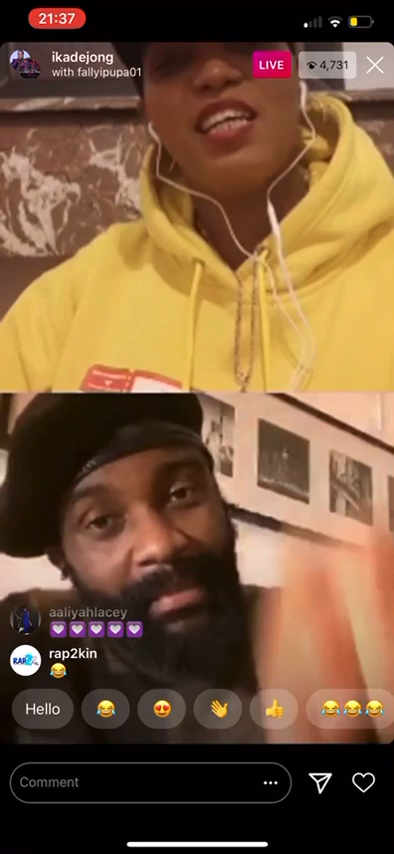 21:37
ikadejong
with fallyipupa01
LIVE
4,731
aaliyahlacey
rap2kin
Hello
Comment